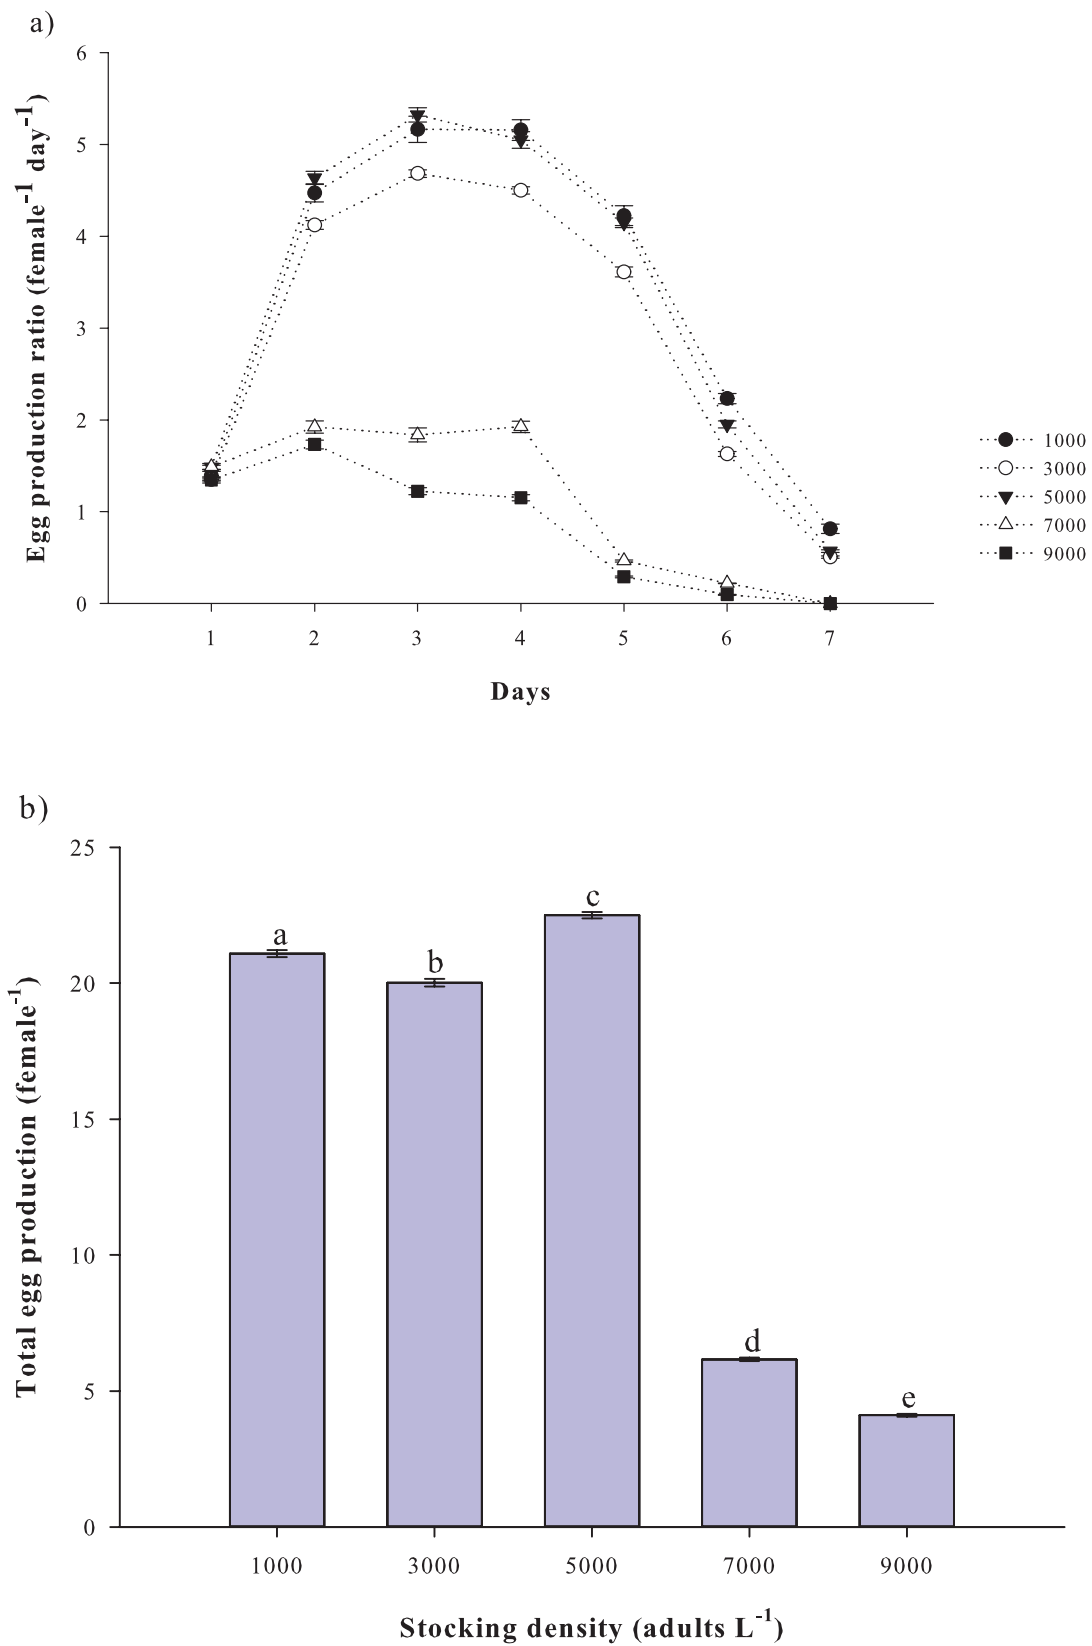 a)
Egg production ratio (female⁻¹ day⁻¹)
6
5
4
3
2
1
0
1 2 3 4 5 6 7
Days
1000
3000
5000
7000
9000
b)
Total egg production (female⁻¹)
25
20
15
10
5
0
a
b
c
d
e
1000 3000 5000 7000 9000
Stocking density (adults L⁻¹)